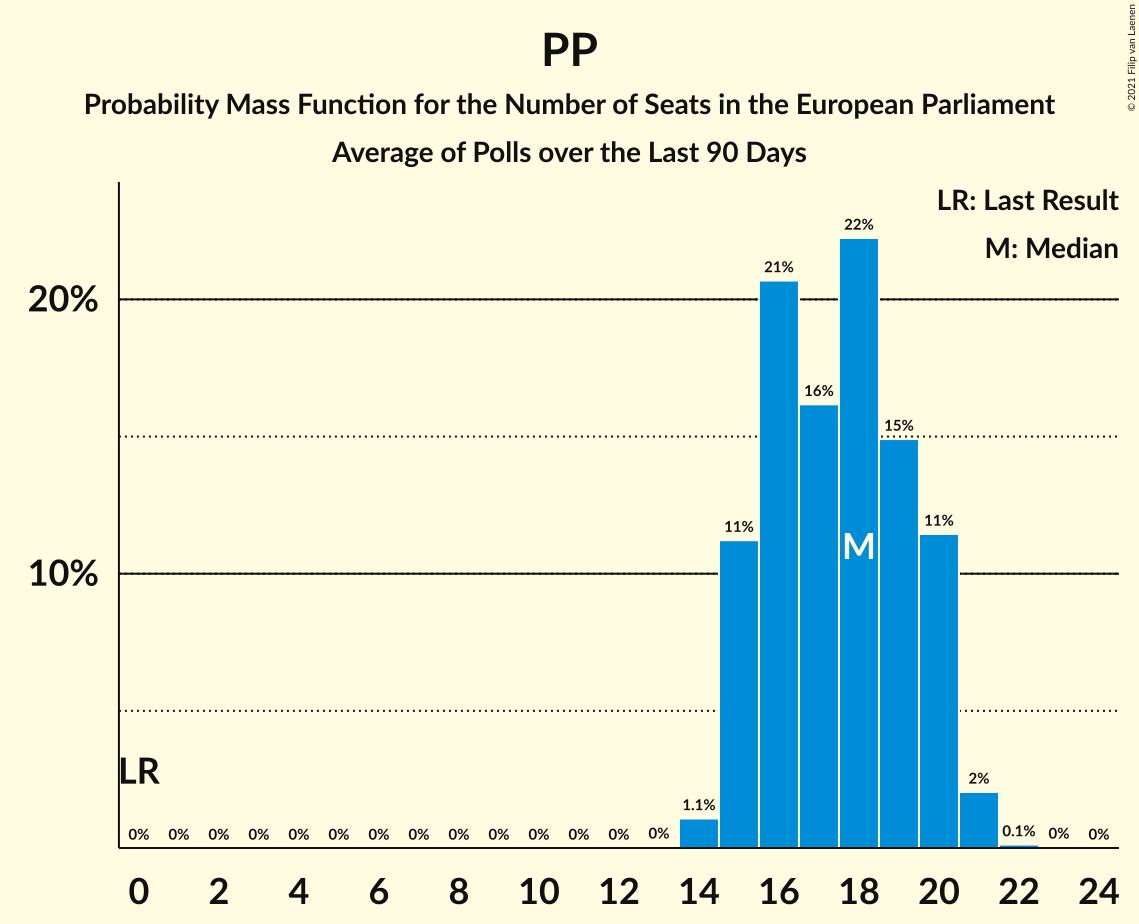 PP
Probability Mass Function for the Number of Seats in the European Parliament
Average of Polls over the Last 90 Days
© 2021 Filip van Laenen
LR: Last Result
M: Median
20%
10%
22%
21%
16%
15%
11%
11%
M
LR
0% 0% 0% 0% 0% 0% 0% 0% 0% 0% 0% 0% 0% 0% 1.1% 2% 0.1% 0% 0%
0 2 4 6 8 10 12 14 16 18 20 22 24